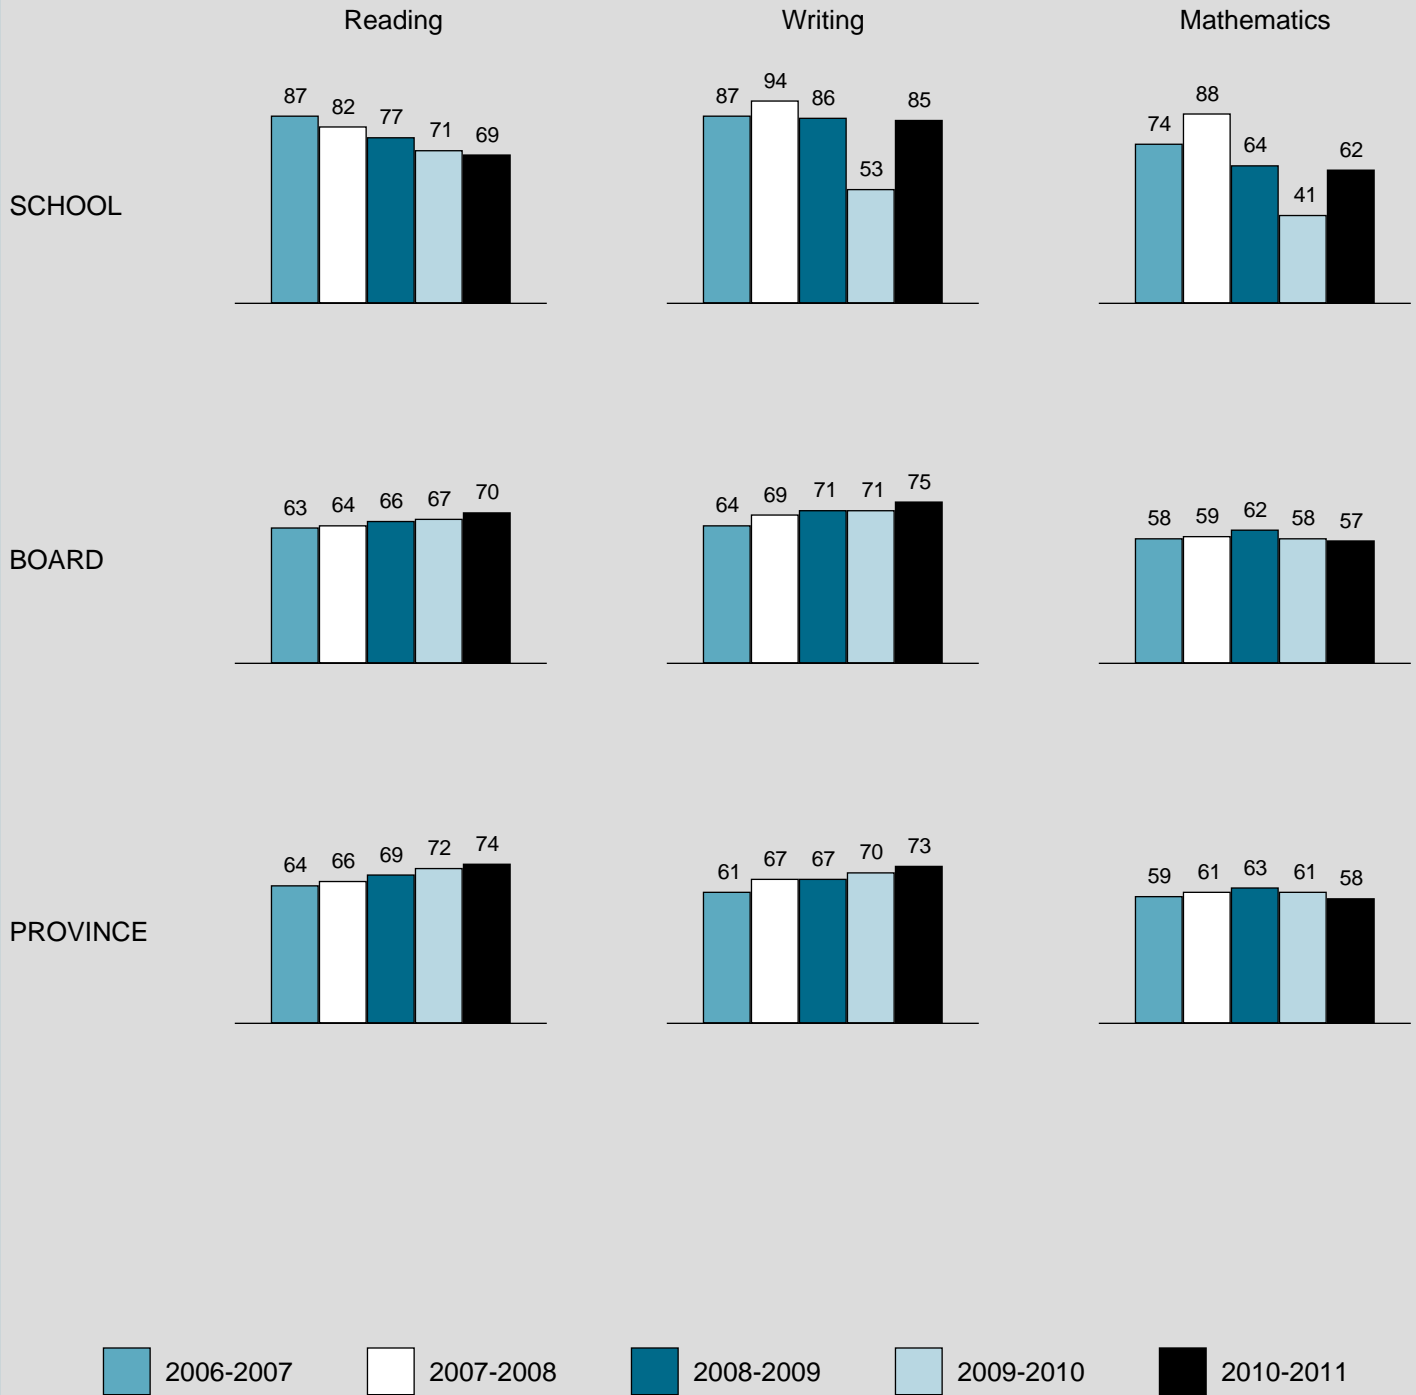 Reading Writing Mathematics
SCHOOL
87 82 77 71 69
87 94 86 53 85
74 88 64 41 62
BOARD
63 64 66 67 70
64 69 71 71 75
58 59 62 58 57
PROVINCE
64 66 69 72 74
61 67 67 70 73
59 61 63 61 58
2006-2007 2007-2008 2008-2009 2009-2010 2010-2011